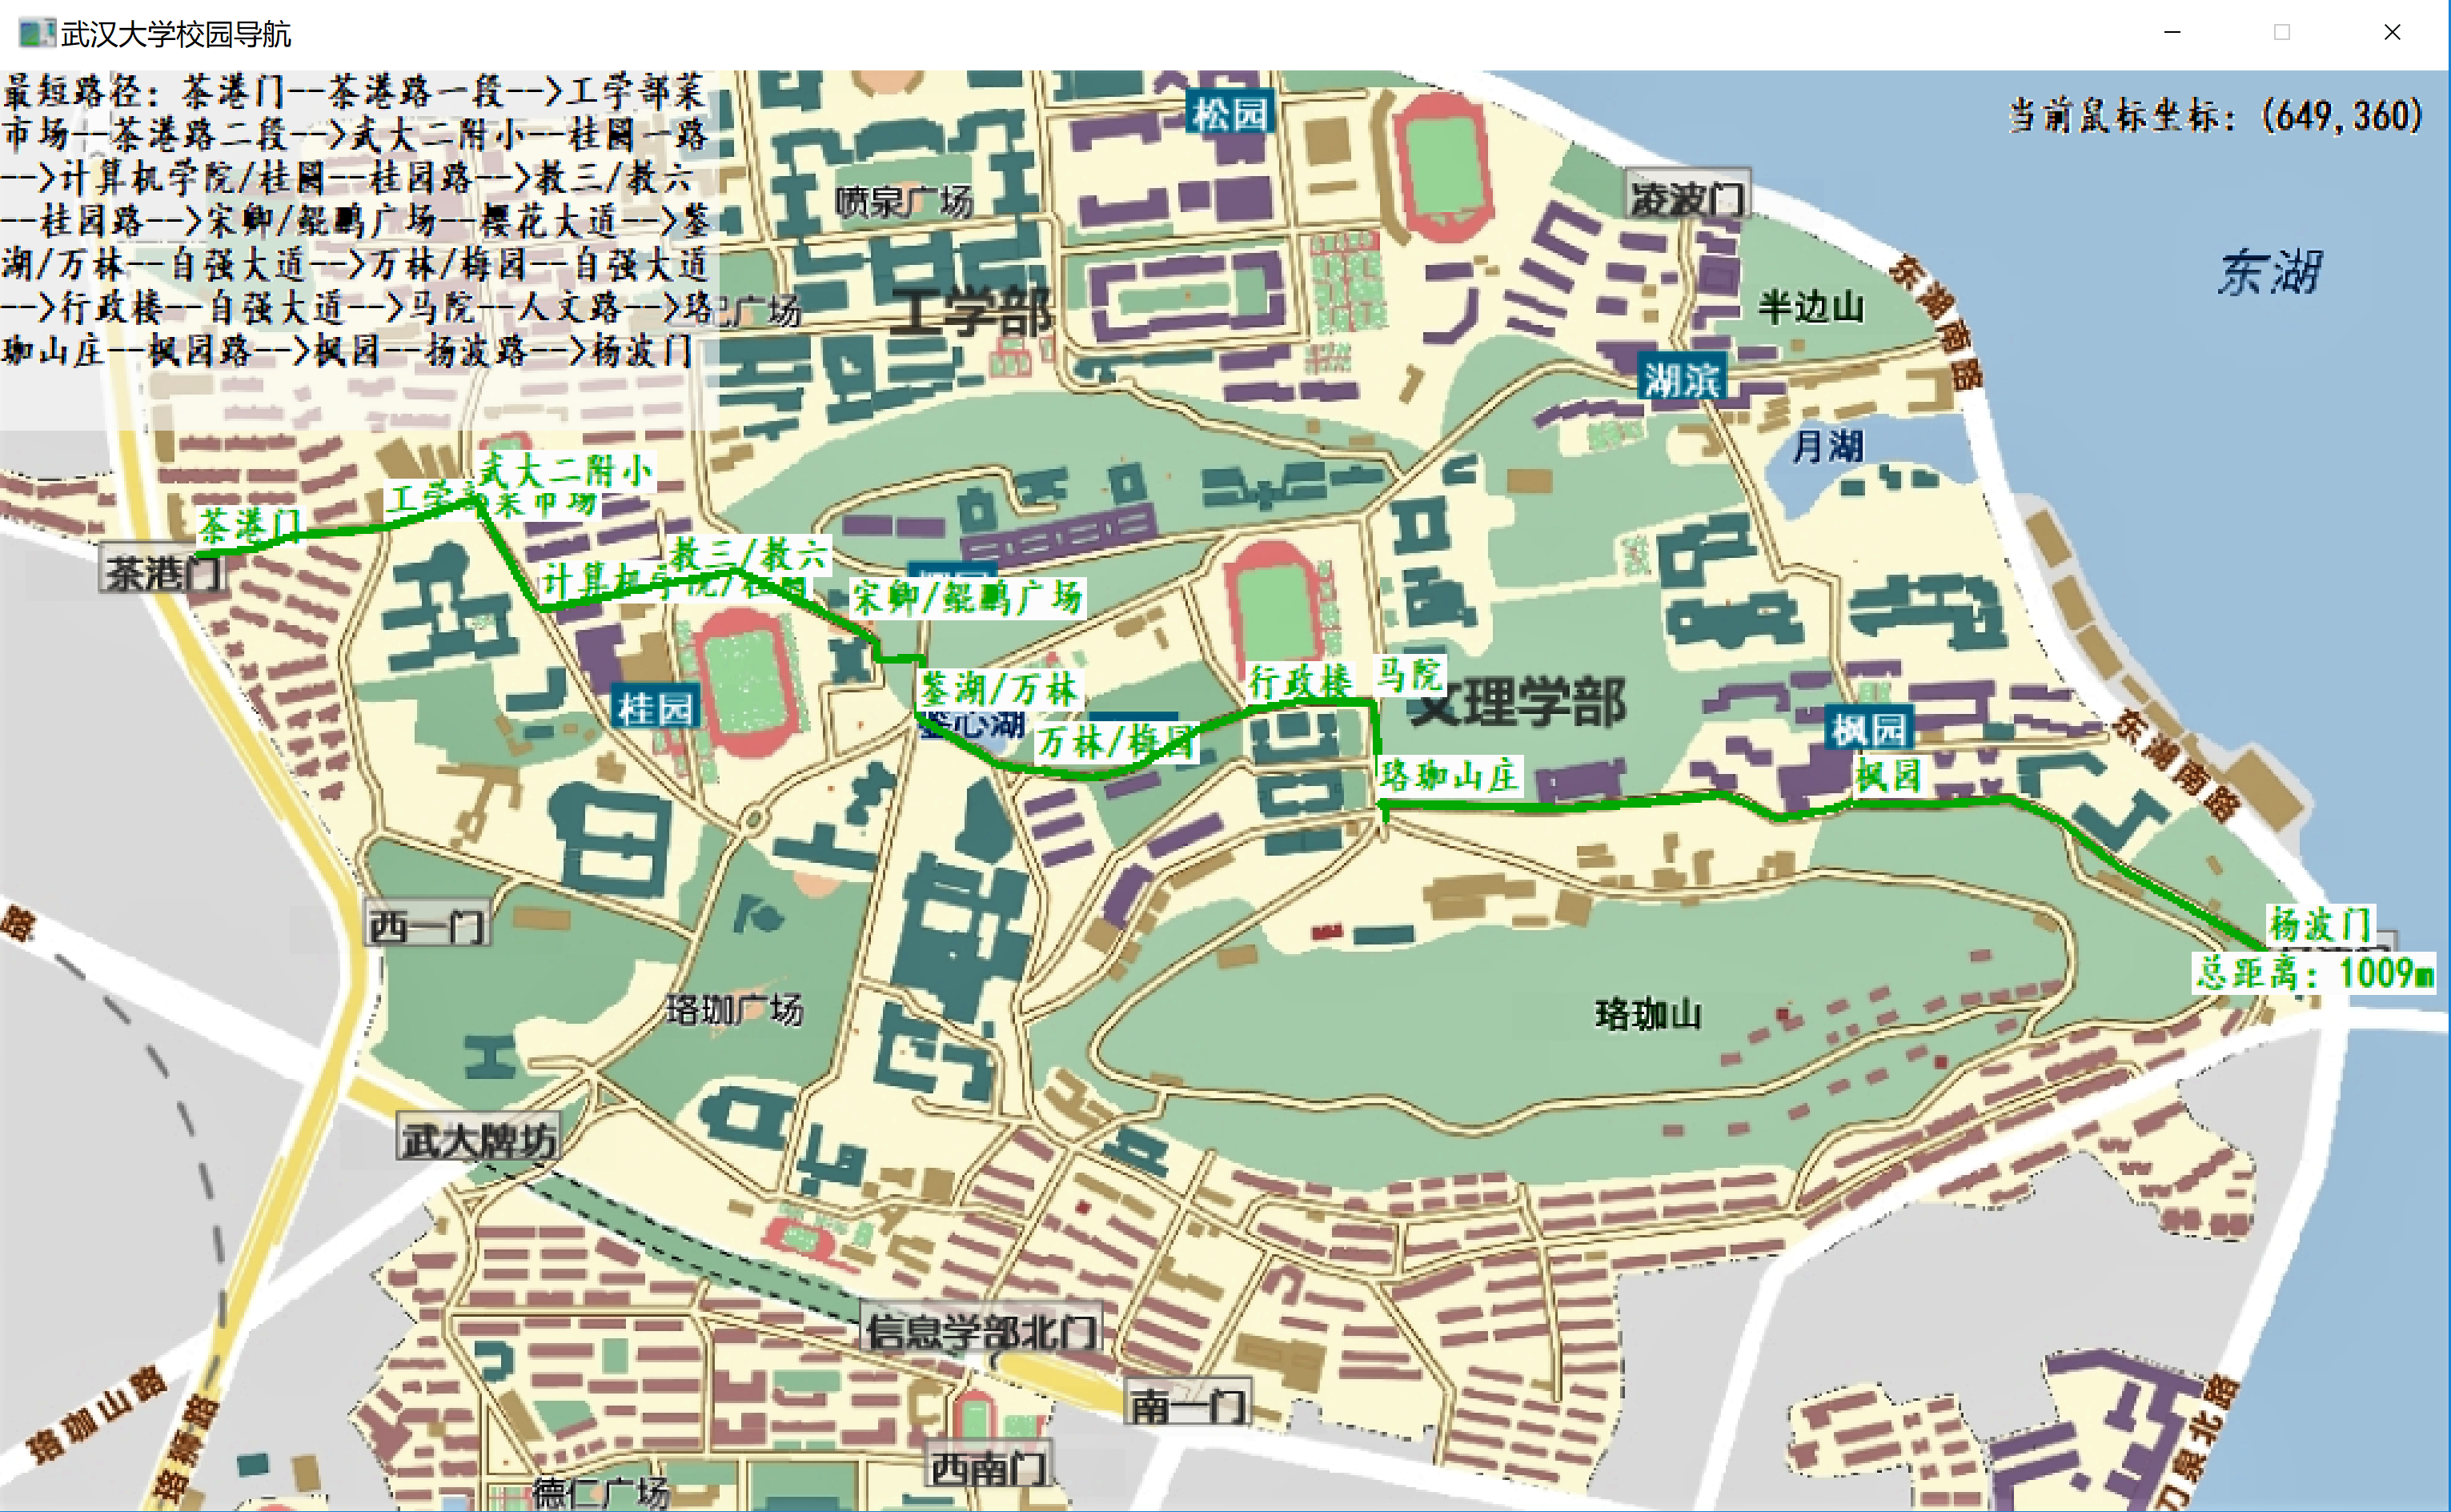 武汉大学校园导航
最短路径：茶港门--茶港路一段-->工学部菜
市场--茶港路二段-->武大二附小--桂圆一路
-->计算机学院/桂圆--桂园路-->教三/教六
--桂园路-->宋卿/鲲鹏广场--樱花大道-->鉴
湖/万林--自强大道-->万林/梅园--自强大道
-->行政楼--自强大道-->马院--人文路-->珞
珈山庄--枫园路-->枫园--扬波路-->杨波门
当前鼠标坐标：(649,360)
松园
喷泉广场
凌波门
东湖
东湖南路
半边山
工学部
湖滨
月湖
武大二附小
工学部菜市场
茶港门
茶港门
教三/教六
计算机学院/桂圆
宋卿/鲲鹏广场
鉴湖/万林
鉴心湖
行政楼
马院
文理学部
桂园
万林/梅园
珞珈山庄
枫园
枫园
东湖南路
西一门
路
杨波门
总距离：1009m
珞珈广场
珞珈山
武大牌坊
信息学部北门
南一门
西南门
德仁广场
珞珈山路
珞狮路